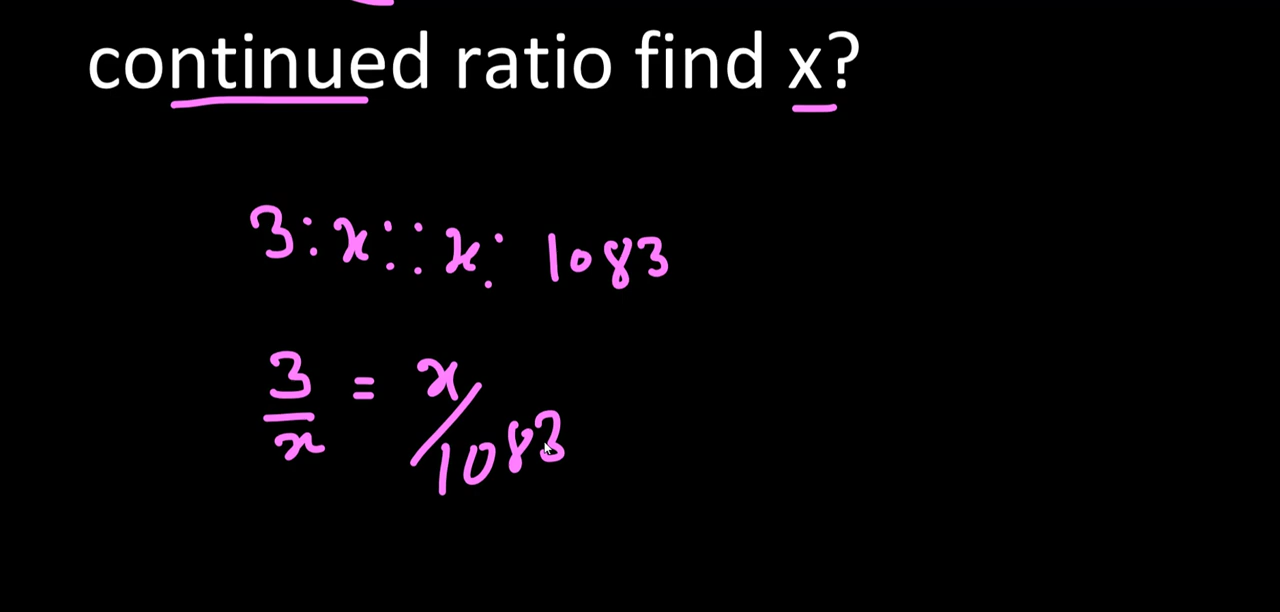 continued ratio find x?
3:x::x: 1083
3/x = x/1083